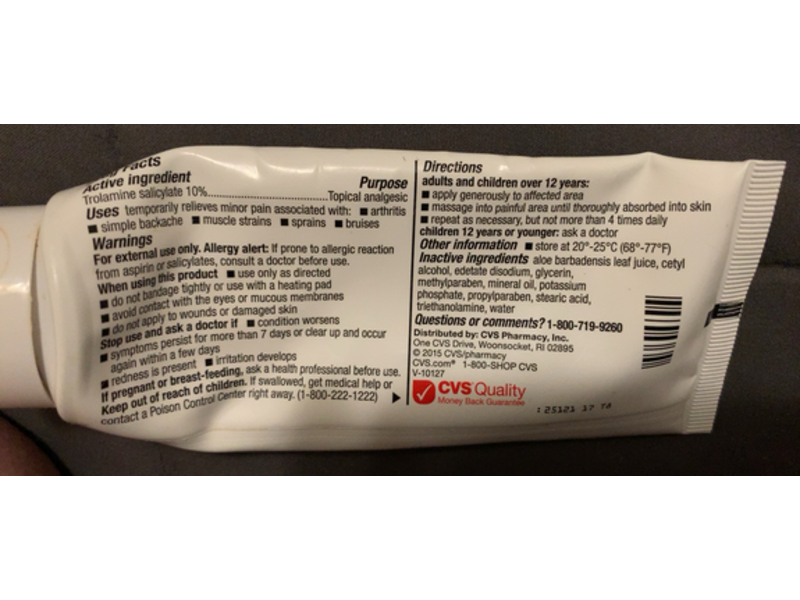 Facts
Active ingredient Purpose
Trolamine salicylate 10%..............................Topical analgesic
Uses temporarily relieves minor pain associated with: ■ arthritis
■ simple backache ■ muscle strains ■ sprains ■ bruises
Warnings
For external use only. Allergy alert: If prone to allergic reaction
from aspirin or salicylates, consult a doctor before use.
When using this product ■ use only as directed
■ do not bandage tightly or use with a heating pad
■ avoid contact with the eyes or mucous membranes
■ do not apply to wounds or damaged skin
Stop use and ask a doctor if ■ condition worsens
■ symptoms persist for more than 7 days or clear up and occur
again within a few days
■ redness is present ■ irritation develops
If pregnant or breast-feeding, ask a health professional before use.
Keep out of reach of children. If swallowed, get medical help or
contact a Poison Control Center right away. (1-800-222-1222) ▶
Directions
adults and children over 12 years:
■ apply generously to affected area
■ massage into painful area until thoroughly absorbed into skin
■ repeat as necessary, but not more than 4 times daily
children 12 years or younger: ask a doctor
Other information ■ store at 20°-25°C (68°-77°F)
Inactive ingredients aloe barbadensis leaf juice, cetyl
alcohol, edetate disodium, glycerin,
methylparaben, mineral oil, potassium
phosphate, propylparaben, stearic acid,
triethanolamine, water
Questions or comments? 1-800-719-9260
Distributed by: CVS Pharmacy, Inc.
One CVS Drive, Woonsocket, RI 02895
© 2015 CVS/pharmacy
CVS.com® 1-800-SHOP CVS
V-10127
CVS Quality
Money Back Guarantee